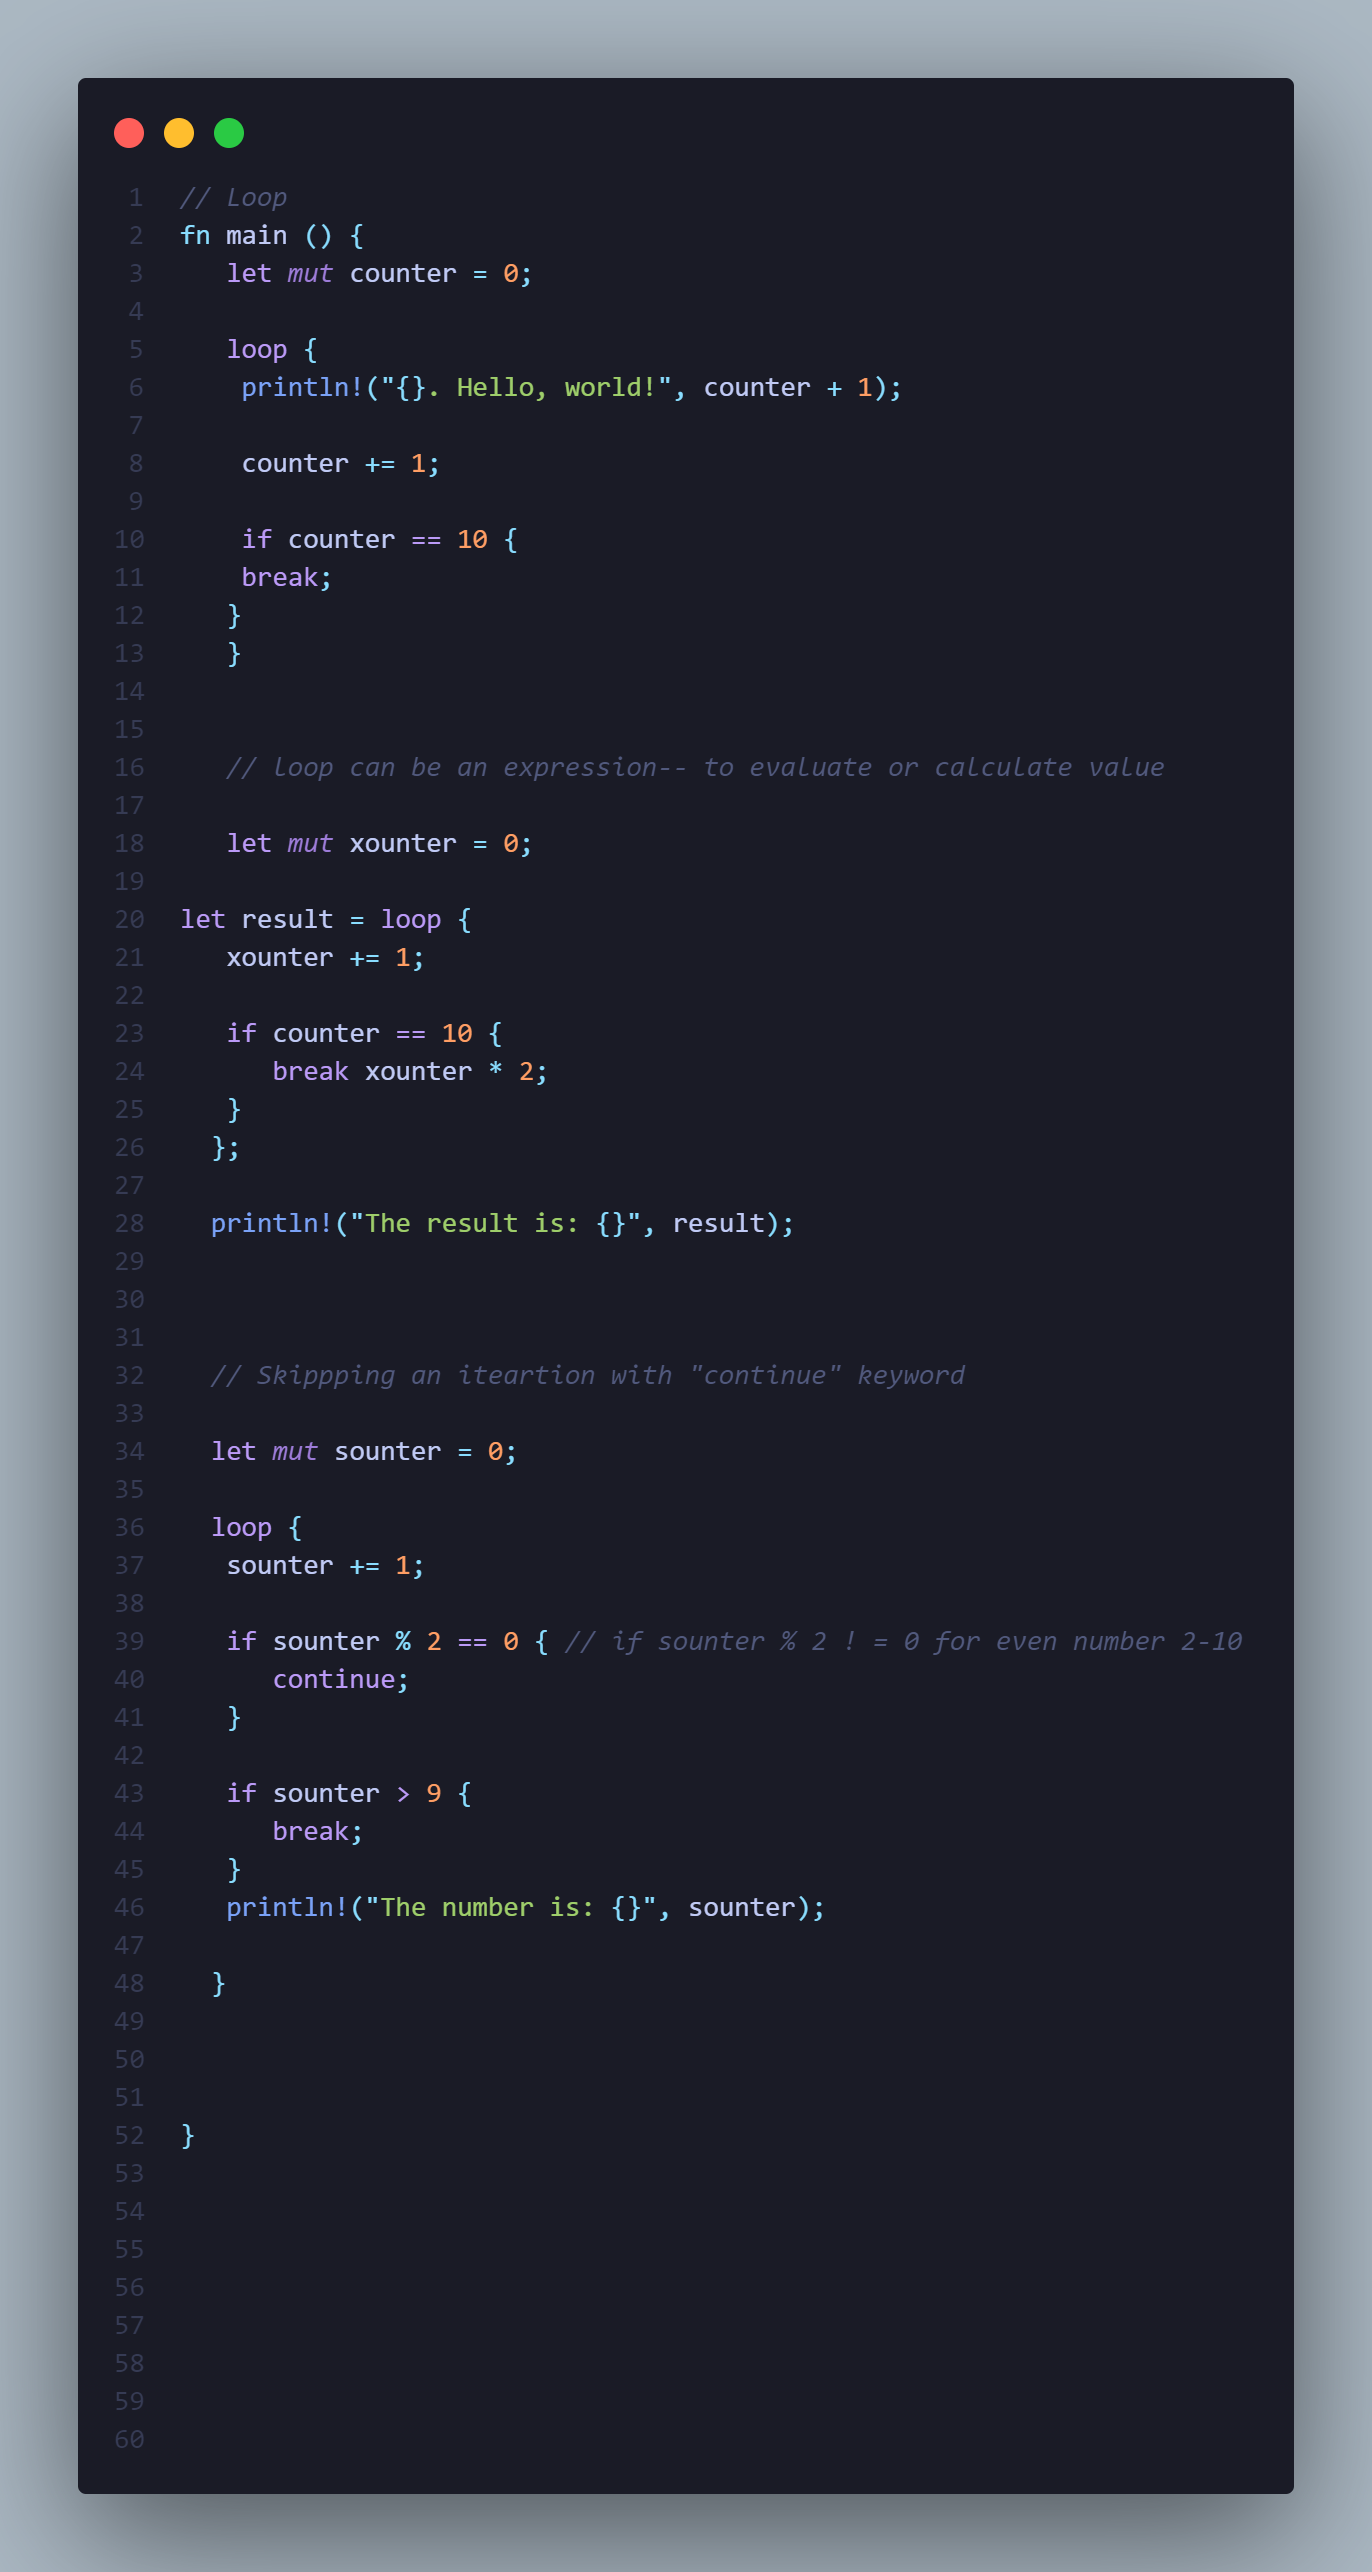 1 // Loop
2 fn main () {
3    let mut counter = 0;
4
5    loop {
6     println!("{}. Hello, world!", counter + 1);
7
8     counter += 1;
9
10     if counter == 10 {
11     break;
12    }
13    }
14
15
16    // loop can be an expression-- to evaluate or calculate value
17
18    let mut xounter = 0;
19
20 let result = loop {
21    xounter += 1;
22
23    if counter == 10 {
24       break xounter * 2;
25    }
26   };
27
28   println!("The result is: {}", result);
29
30
31
32   // Skippping an iteartion with "continue" keyword
33
34   let mut sounter = 0;
35
36   loop {
37    sounter += 1;
38
39    if sounter % 2 == 0 { // if sounter % 2 ! = 0 for even number 2-10
40       continue;
41    }
42
43    if sounter > 9 {
44       break;
45    }
46    println!("The number is: {}", sounter);
47
48   }
49
50
51
52 }
53
54
55
56
57
58
59
60